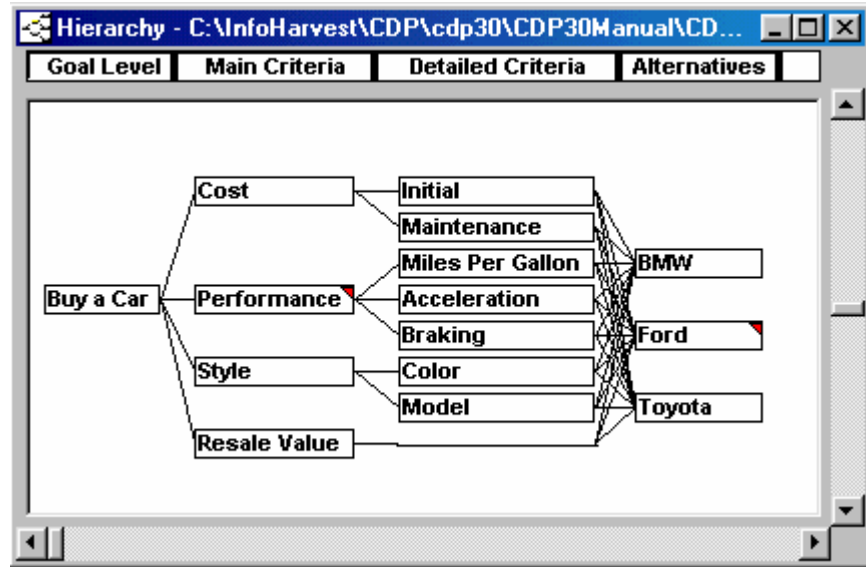 Hierarchy - C:\InfoHarvest\CDP\cdp30\CDP30Manual\CD...
Goal Level Main Criteria Detailed Criteria Alternatives
Cost Initial
Maintenance
Miles Per Gallon BMW
Buy a Car Performance Acceleration
Braking Ford
Style Color
Model Toyota
Resale Value